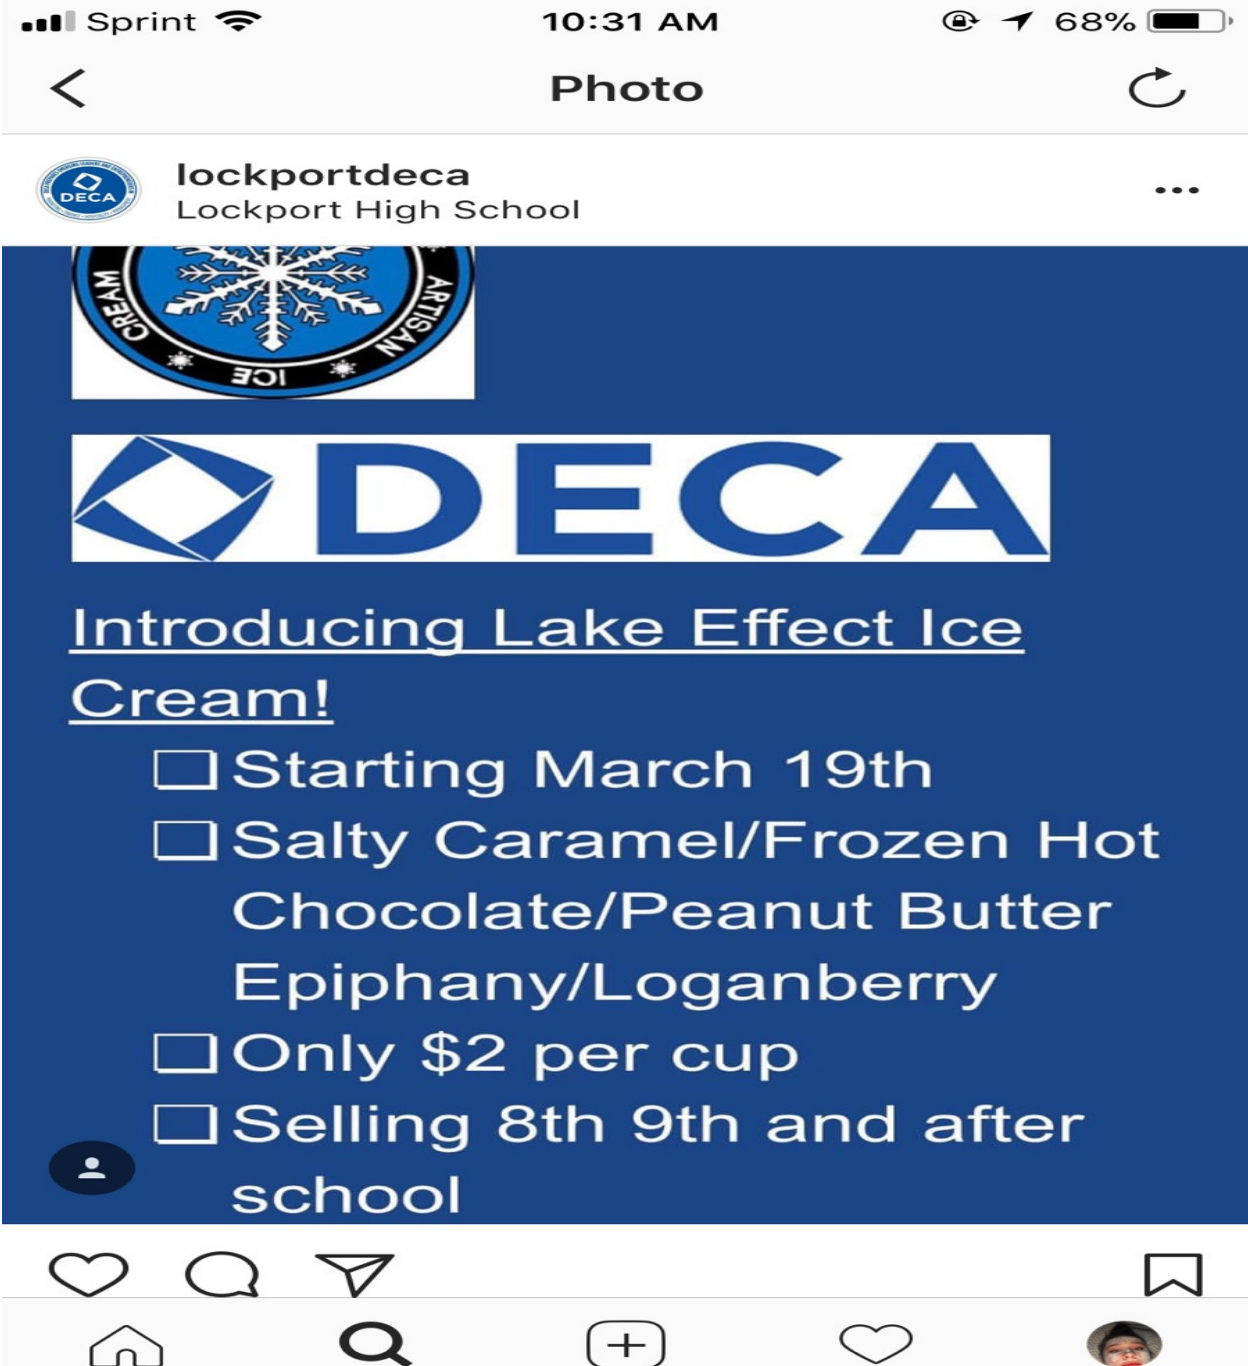 Sprint 10:31 AM 68%
Photo
lockportdeca
Lockport High School
DECA
CREAM ICE ARTISAN
DECA
Introducing Lake Effect Ice
Cream!
Starting March 19th
Salty Caramel/Frozen Hot
Chocolate/Peanut Butter
Epiphany/Loganberry
Only $2 per cup
Selling 8th 9th and after
school